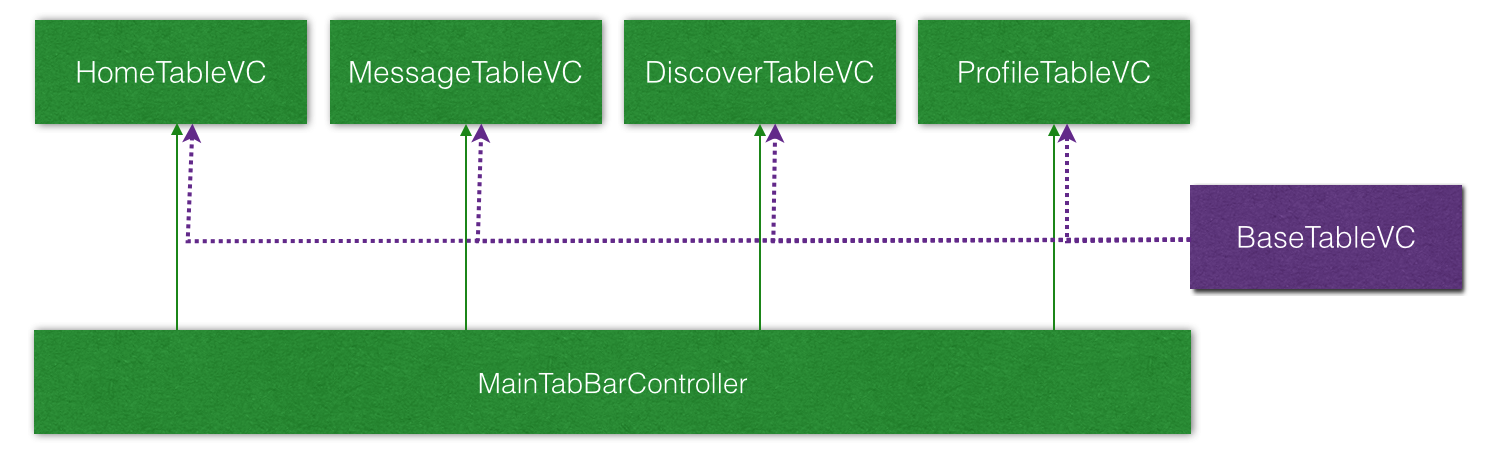 HomeTableVC
MessageTableVC
DiscoverTableVC
ProfileTableVC
BaseTableVC
MainTabBarController